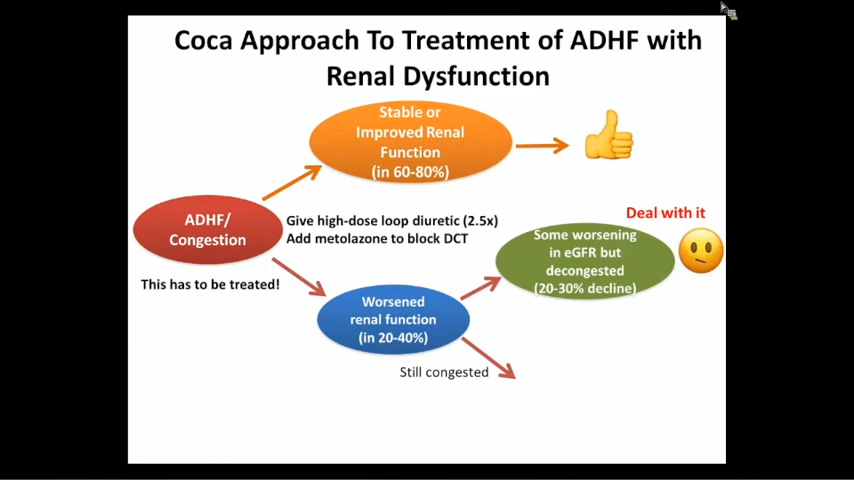 Coca Approach To Treatment of ADHF with
Renal Dysfunction
Stable or
Improved Renal
Function
(in 60-80%)
ADHF/
Congestion
Give high-dose loop diuretic (2.5x)
Add metolazone to block DCT
This has to be treated!
Deal with it
Some worsening
in eGFR but
decongested
(20-30% decline)
Worsened
renal function
(in 20-40%)
Still congested